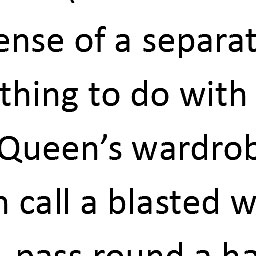 ense of a separat
thing to do with
Queen’s wardrob
n call a blasted w
pass round a ha